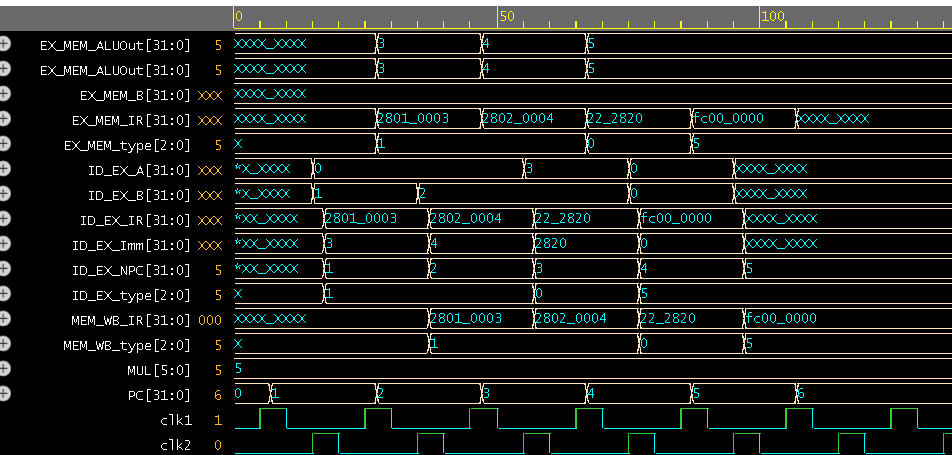 0 50 100
EX_MEM_ALUOut[31:0] 5 XXXX_XXXX 3 4 5
EX_MEM_ALUOut[31:0] 5 XXXX_XXXX 3 4 5
EX_MEM_B[31:0] XXX XXXX_XXXX
EX_MEM_IR[31:0] XXX XXXX_XXXX 2801_0003 2802_0004 22_2820 fc00_0000 XXXX_XXXX
EX_MEM_type[2:0] 5 X 1 0 5
ID_EX_A[31:0] XXX *X_XXXX 0 3 0 XXXX_XXXX
ID_EX_B[31:0] XXX *X_XXXX 1 2 0 XXXX_XXXX
ID_EX_IR[31:0] XXX *XX_XXXX 2801_0003 2802_0004 22_2820 fc00_0000 XXXX_XXXX
ID_EX_Imm[31:0] XXX *XX_XXXX 3 4 2820 0 XXXX_XXXX
ID_EX_NPC[31:0] 5 *XX_XXXX 1 2 3 4 5
ID_EX_type[2:0] 5 X 1 0 5
MEM_WB_IR[31:0] 000 XXXX_XXXX 2801_0003 2802_0004 22_2820 fc00_0000
MEM_WB_type[2:0] 5 X 1 0 5
MUL[5:0] 5 5
PC[31:0] 6 0 1 2 3 4 5 6
clk1 1
clk2 0